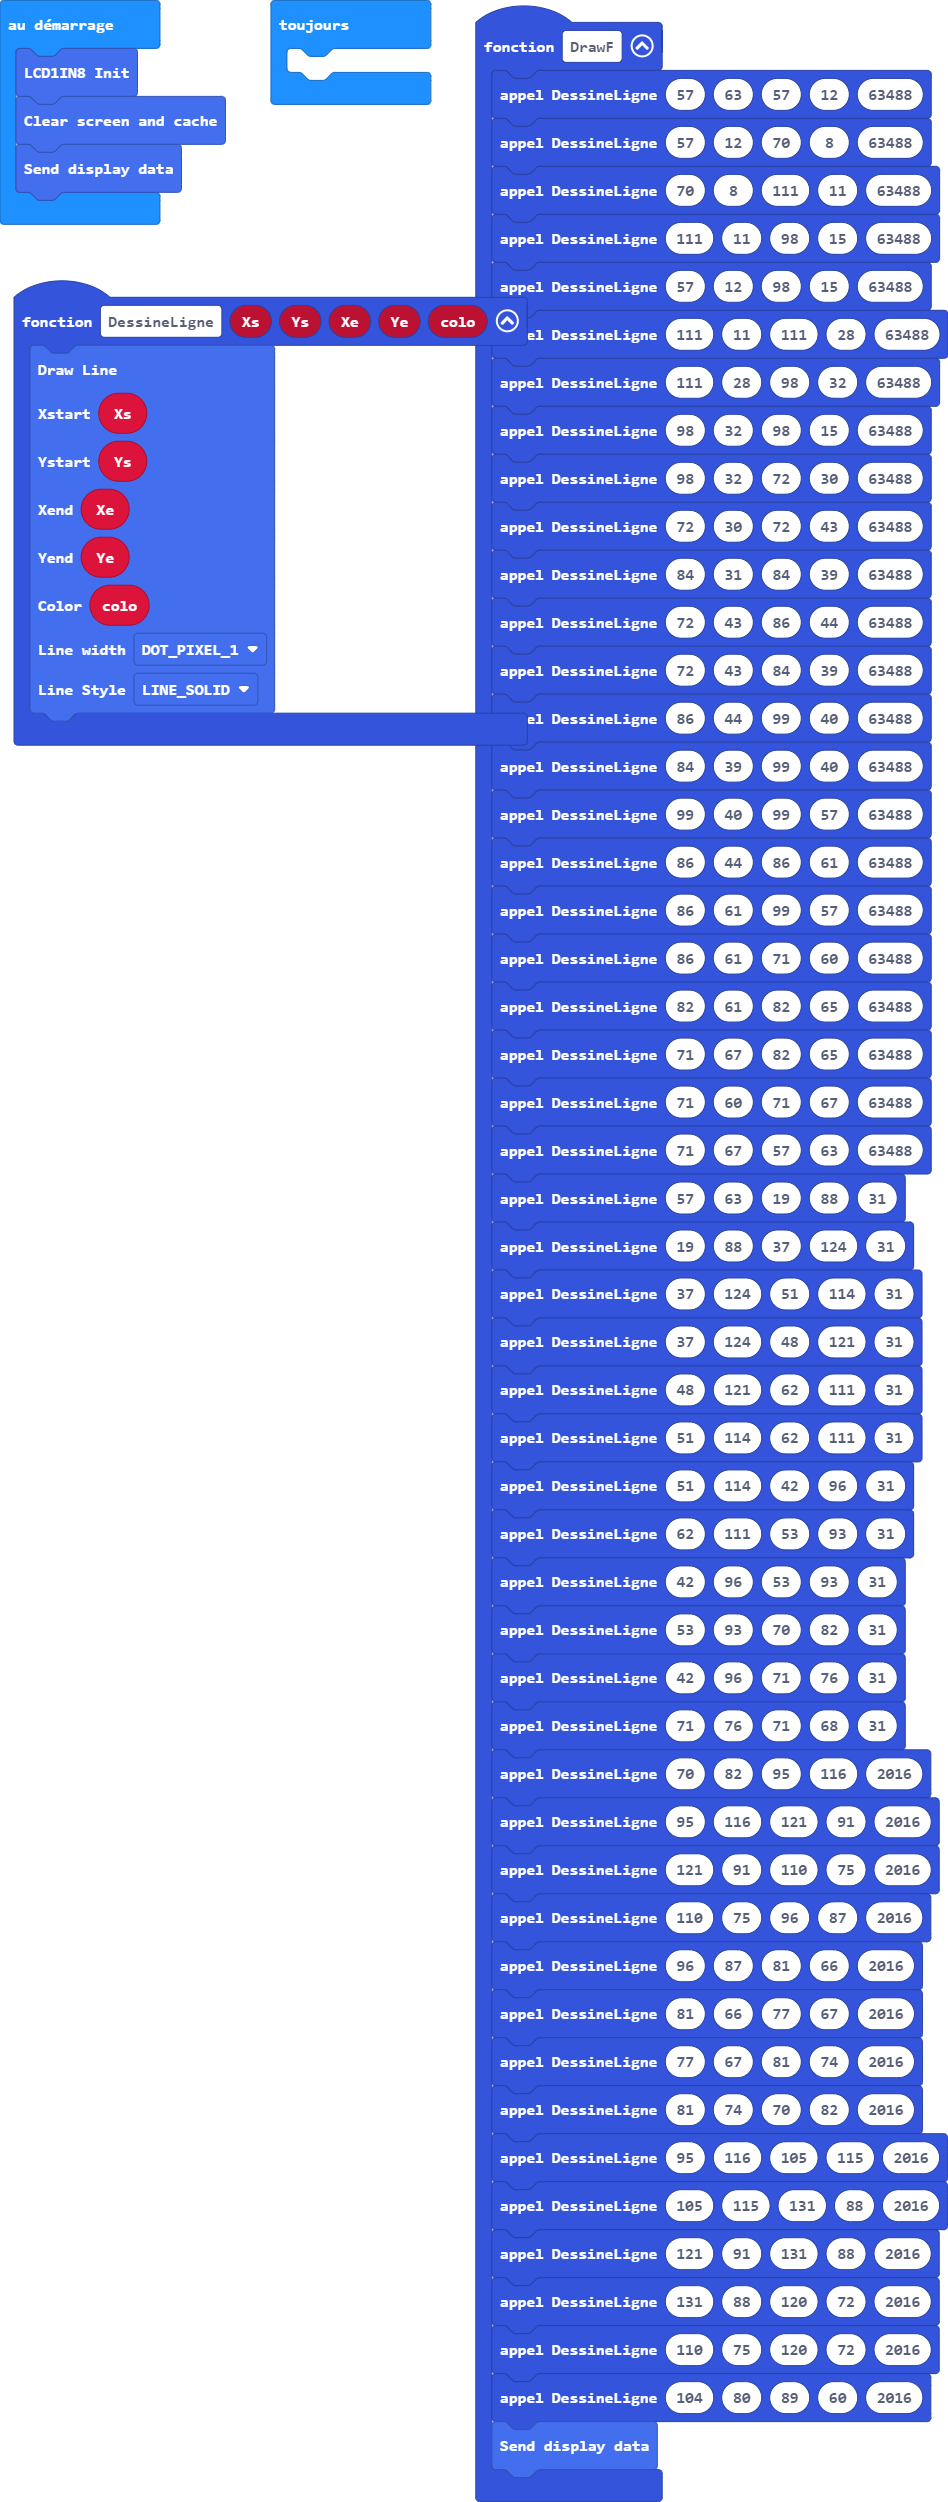 au démarrage
LCD1IN8 Init
Clear screen and cache
Send display data
toujours
fonction DessineLigne Xs Ys Xe Ye colo
Draw Line
Xstart Xs
Ystart Ys
Xend Xe
Yend Ye
Color colo
Line width DOT_PIXEL_1
Line Style LINE_SOLID
fonction DrawF
appel DessineLigne 57 63 57 12 63488
appel DessineLigne 57 12 70 8 63488
appel DessineLigne 70 8 111 11 63488
appel DessineLigne 111 11 98 15 63488
appel DessineLigne 57 12 98 15 63488
el DessineLigne 111 11 111 28 63488
appel DessineLigne 111 28 98 32 63488
appel DessineLigne 98 32 98 15 63488
appel DessineLigne 98 32 72 30 63488
appel DessineLigne 72 30 72 43 63488
appel DessineLigne 84 31 84 39 63488
appel DessineLigne 72 43 86 44 63488
appel DessineLigne 72 43 84 39 63488
el DessineLigne 86 44 99 40 63488
appel DessineLigne 84 39 99 40 63488
appel DessineLigne 99 40 99 57 63488
appel DessineLigne 86 44 86 61 63488
appel DessineLigne 86 61 99 57 63488
appel DessineLigne 86 61 71 60 63488
appel DessineLigne 82 61 82 65 63488
appel DessineLigne 71 67 82 65 63488
appel DessineLigne 71 60 71 67 63488
appel DessineLigne 71 67 57 63 63488
appel DessineLigne 57 63 19 88 31
appel DessineLigne 19 88 37 124 31
appel DessineLigne 37 124 51 114 31
appel DessineLigne 37 124 48 121 31
appel DessineLigne 48 121 62 111 31
appel DessineLigne 51 114 62 111 31
appel DessineLigne 51 114 42 96 31
appel DessineLigne 62 111 53 93 31
appel DessineLigne 42 96 53 93 31
appel DessineLigne 53 93 70 82 31
appel DessineLigne 42 96 71 76 31
appel DessineLigne 71 76 71 68 31
appel DessineLigne 70 82 95 116 2016
appel DessineLigne 95 116 121 91 2016
appel DessineLigne 121 91 110 75 2016
appel DessineLigne 110 75 96 87 2016
appel DessineLigne 96 87 81 66 2016
appel DessineLigne 81 66 77 67 2016
appel DessineLigne 77 67 81 74 2016
appel DessineLigne 81 74 70 82 2016
appel DessineLigne 95 116 105 115 2016
appel DessineLigne 105 115 131 88 2016
appel DessineLigne 121 91 131 88 2016
appel DessineLigne 131 88 120 72 2016
appel DessineLigne 110 75 120 72 2016
appel DessineLigne 104 80 89 60 2016
Send display data